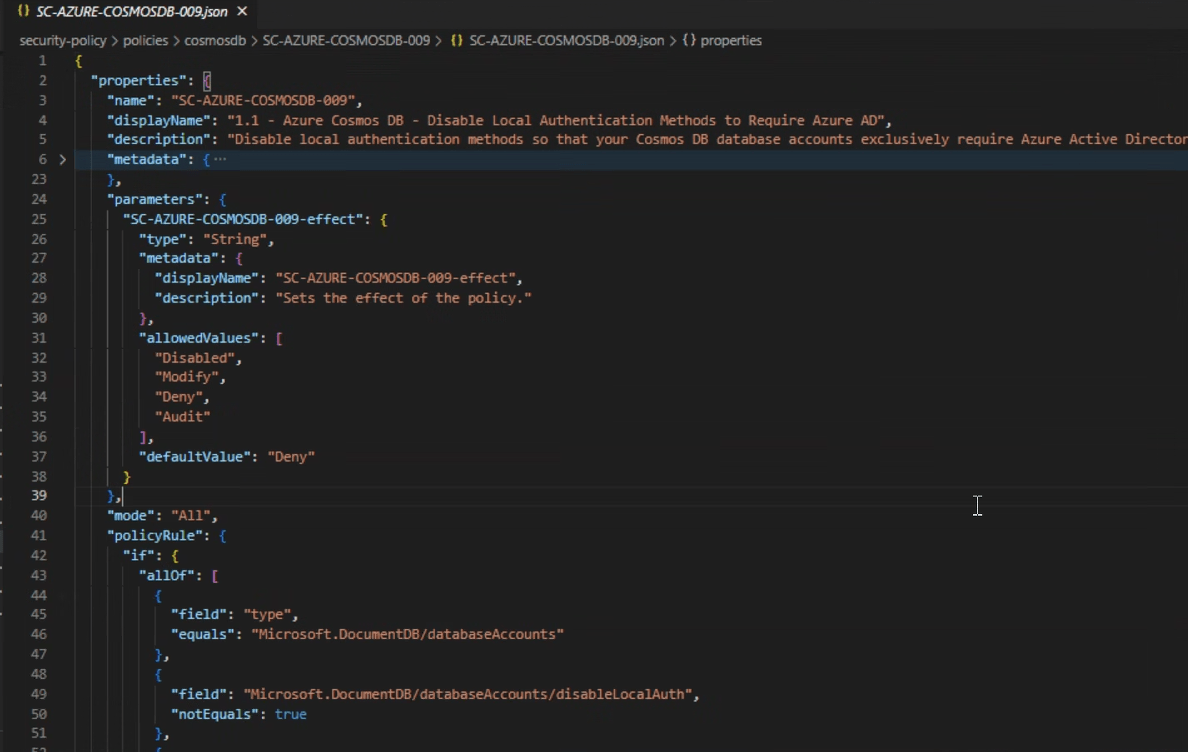 {} SC-AZURE-COSMOSDB-009.json ×
security-policy > policies > cosmosdb > SC-AZURE-COSMOSDB-009 > {} SC-AZURE-COSMOSDB-009.json > {} properties
1 {
2 "properties": {
3 "name": "SC-AZURE-COSMOSDB-009",
4 "displayName": "1.1 - Azure Cosmos DB - Disable Local Authentication Methods to Require Azure AD",
5 "description": "Disable local authentication methods so that your Cosmos DB database accounts exclusively require Azure Active Director
6 > "metadata": { ...
23 },
24 "parameters": {
25 "SC-AZURE-COSMOSDB-009-effect": {
26 "type": "String",
27 "metadata": {
28 "displayName": "SC-AZURE-COSMOSDB-009-effect",
29 "description": "Sets the effect of the policy."
30 },
31 "allowedValues": [
32 "Disabled",
33 "Modify",
34 "Deny",
35 "Audit"
36 ],
37 "defaultValue": "Deny"
38 }
39 },
40 "mode": "All",
41 "policyRule": {
42 "if": {
43 "allOf": [
44 {
45 "field": "type",
46 "equals": "Microsoft.DocumentDB/databaseAccounts"
47 },
48 {
49 "field": "Microsoft.DocumentDB/databaseAccounts/disableLocalAuth",
50 "notEquals": true
51 },
52 {